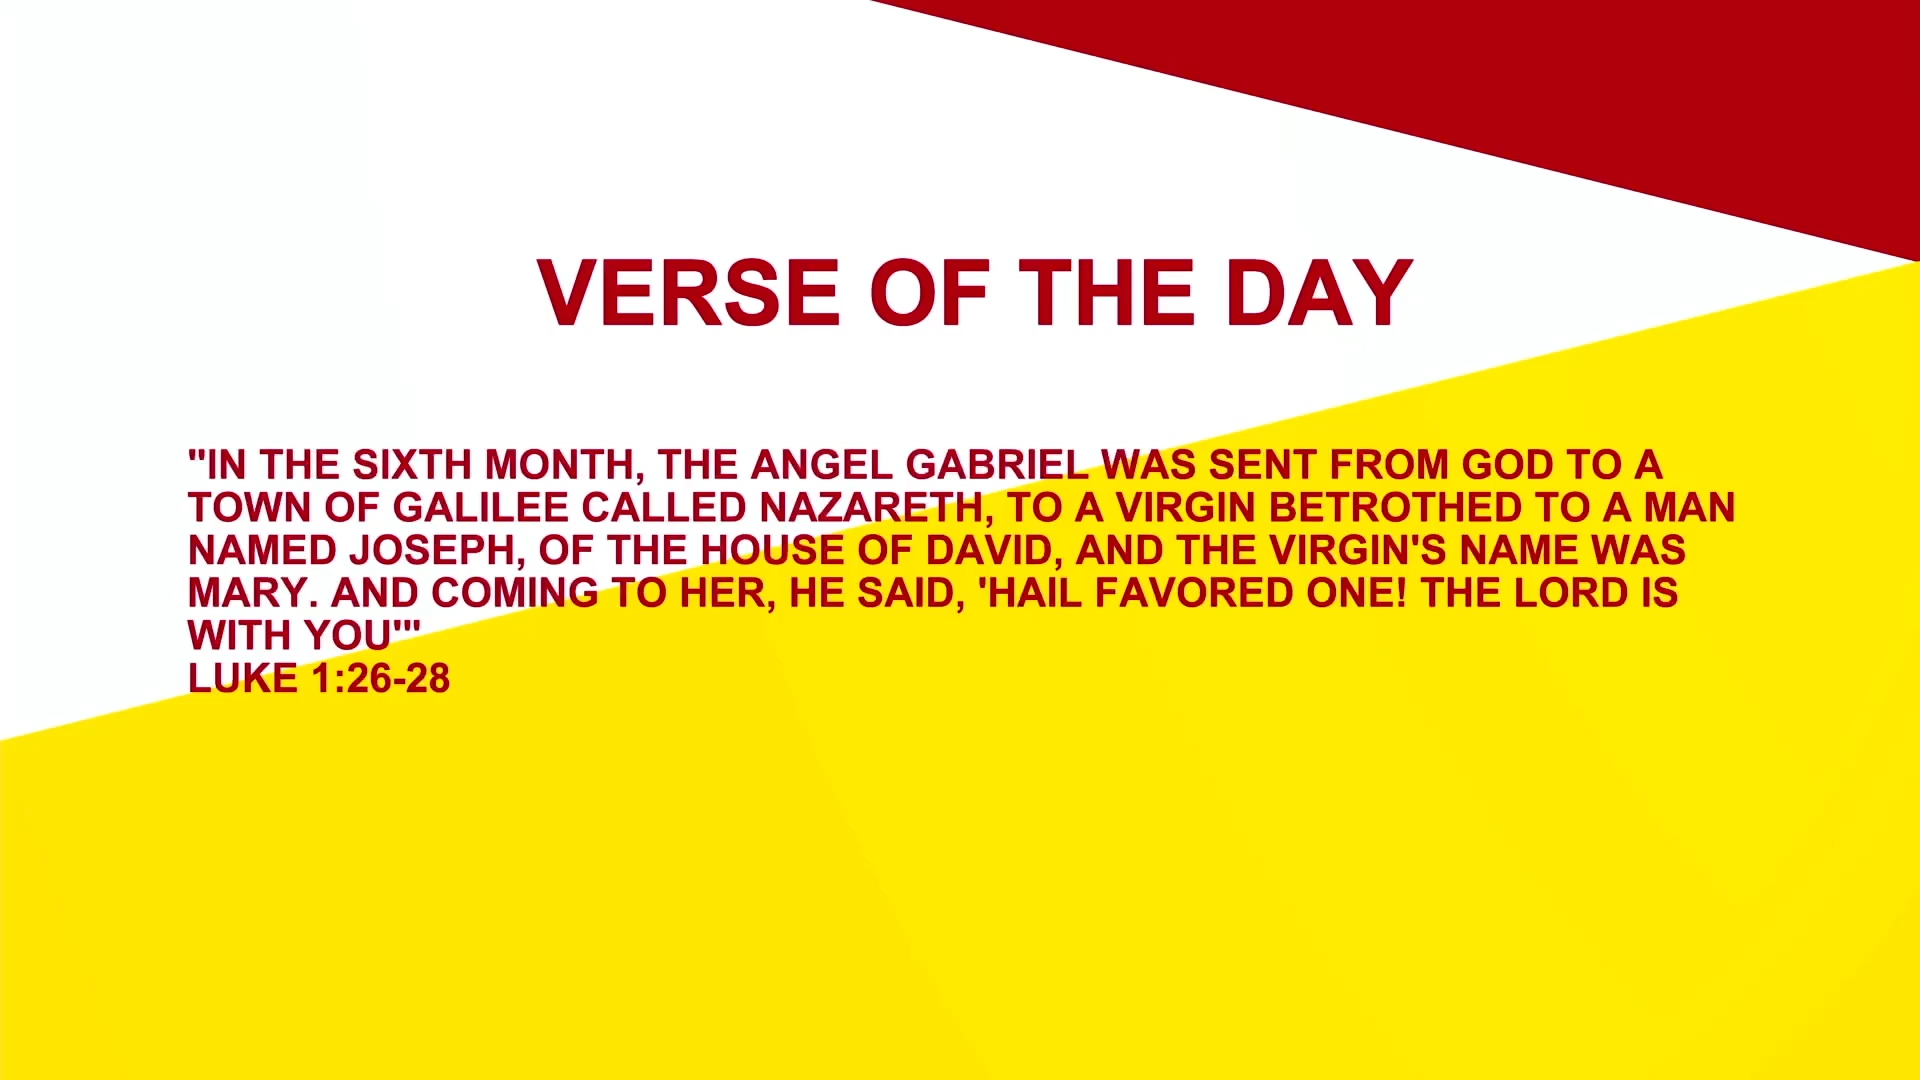 VERSE OF THE DAY
"IN THE SIXTH MONTH, THE ANGEL GABRIEL WAS SENT FROM GOD TO A
TOWN OF GALILEE CALLED NAZARETH, TO A VIRGIN BETROTHED TO A MAN
NAMED JOSEPH, OF THE HOUSE OF DAVID, AND THE VIRGIN'S NAME WAS
MARY. AND COMING TO HER, HE SAID, 'HAIL FAVORED ONE! THE LORD IS
WITH YOU'"
LUKE 1:26-28